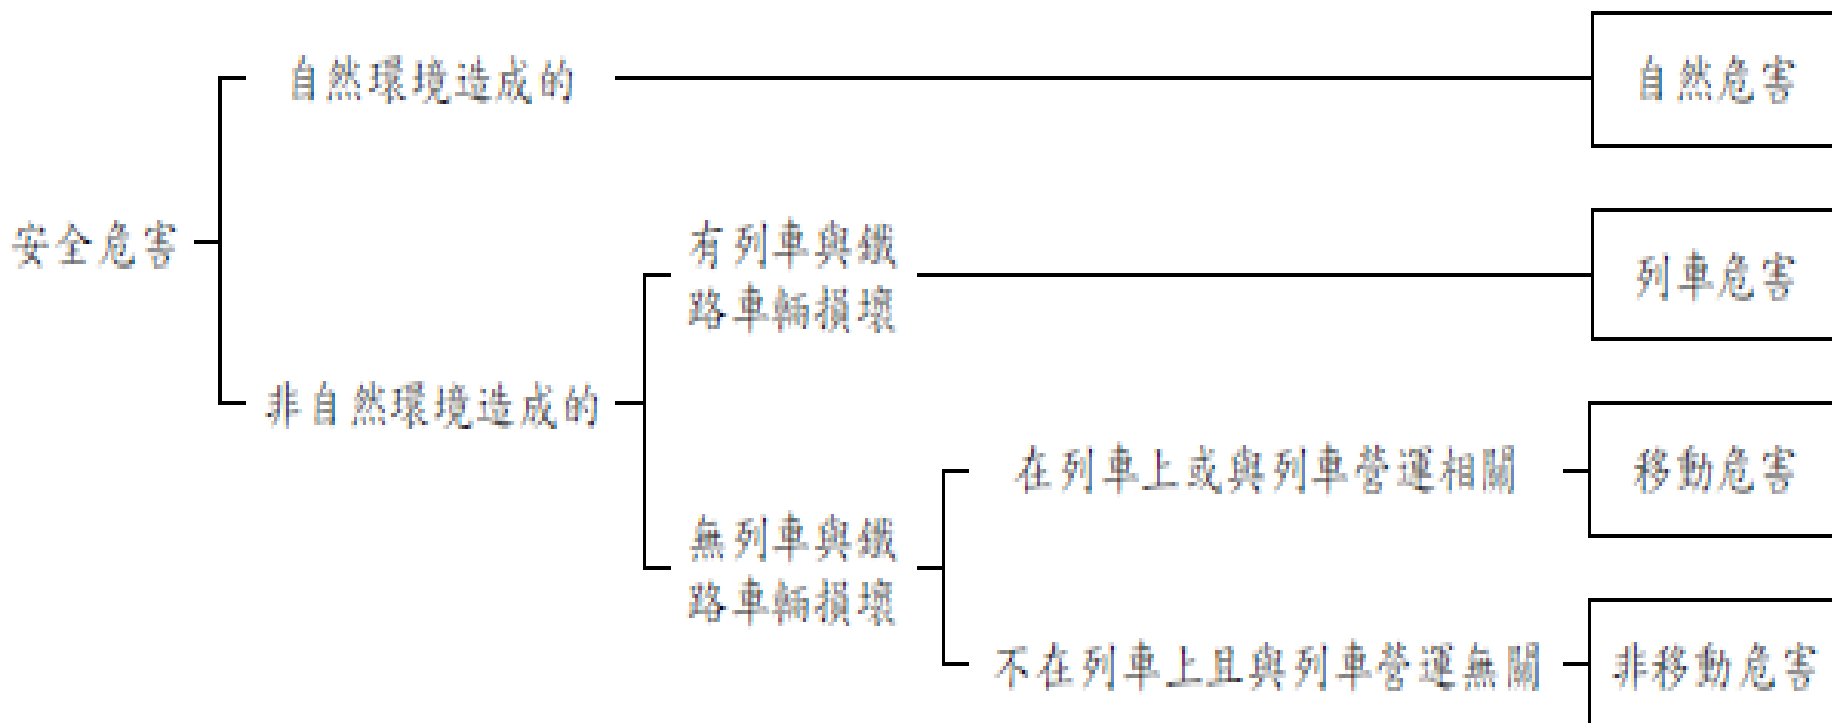 自然環境造成的
自然危害
安全危害
有列車與鐵
路車輛損壞
列車危害
非自然環境造成的
在列車上或與列車營運相關
移動危害
無列車與鐵
路車輛損壞
不在列車上且與列車營運無關
非移動危害